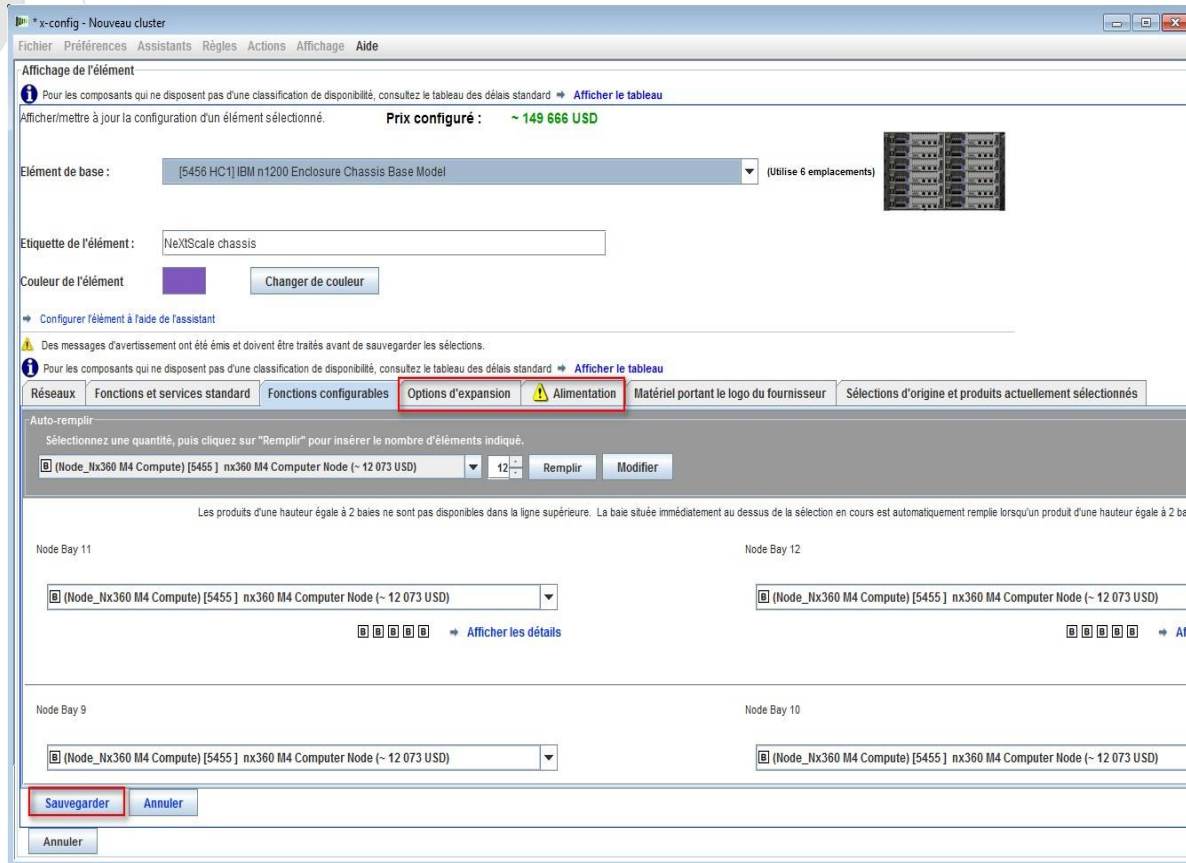 * x-config - Nouveau cluster
Fichier Préférences Assistants Règles Actions Affichage Aide
Affichage de l'élément
Pour les composants qui ne disposent pas d'une classification de disponibilité, consultez le tableau des délais standard ➡ Afficher le tableau
Afficher/mettre à jour la configuration d'un élément sélectionné. Prix configuré : ~ 149 666 USD
Elément de base : [5456 HC1] IBM n1200 Enclosure Chassis Base Model (Utilise 6 emplacements)
Etiquette de l'élément : NeXtScale chassis
Couleur de l'élément Changer de couleur
➡ Configurer l'élément à l'aide de l'assistant
Des messages d'avertissement ont été émis et doivent être traités avant de sauvegarder les sélections.
Pour les composants qui ne disposent pas d'une classification de disponibilité, consultez le tableau des délais standard ➡ Afficher le tableau
Réseaux Fonctions et services standard Fonctions configurables Options d'expansion Alimentation Matériel portant le logo du fournisseur Sélections d'origine et produits actuellement sélectionnés
Auto-remplir
Sélectionnez une quantité, puis cliquez sur "Remplir" pour insérer le nombre d'éléments indiqué.
B (Node_Nx360 M4 Compute) [5455 ] nx360 M4 Computer Node (~ 12 073 USD) 12 Remplir Modifier
Les produits d'une hauteur égale à 2 baies ne sont pas disponibles dans la ligne supérieure. La baie située immédiatement au dessus de la sélection en cours est automatiquement remplie lorsqu'un produit d'une hauteur égale à 2 ba
Node Bay 11 Node Bay 12
B (Node_Nx360 M4 Compute) [5455 ] nx360 M4 Computer Node (~ 12 073 USD) B (Node_Nx360 M4 Compute) [5455 ] nx360 M4 Computer Node (~ 12 073 USD)
B B B B B ➡ Afficher les détails B B B B B ➡ Af
Node Bay 9 Node Bay 10
B (Node_Nx360 M4 Compute) [5455 ] nx360 M4 Computer Node (~ 12 073 USD) B (Node_Nx360 M4 Compute) [5455 ] nx360 M4 Computer Node (~ 12 073 USD)
Sauvegarder Annuler
Annuler